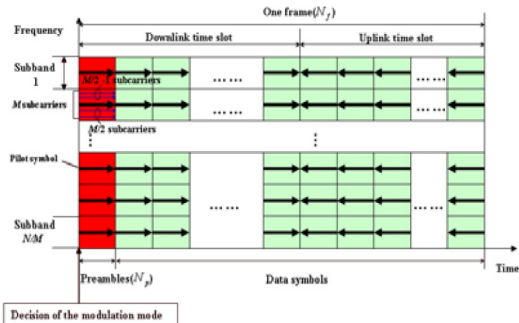 One frame(N_f)
Frequency
Downlink time slot
Uplink time slot
Subband
1
M/2 -1 subcarriers
M subcarriers
M/2 subcarriers
Pilot symbol
Subband
N/M
Time
Preambles(N_p)
Data symbols
Decision of the modulation mode